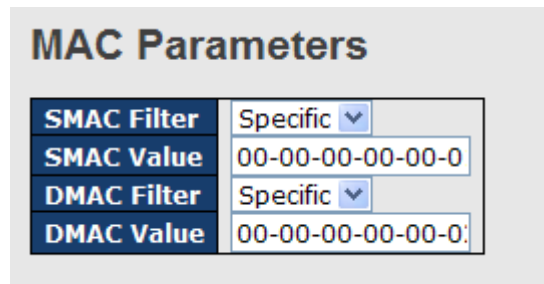 MAC Parameters
SMAC Filter Specific
SMAC Value 00-00-00-00-00-0
DMAC Filter Specific
DMAC Value 00-00-00-00-00-0